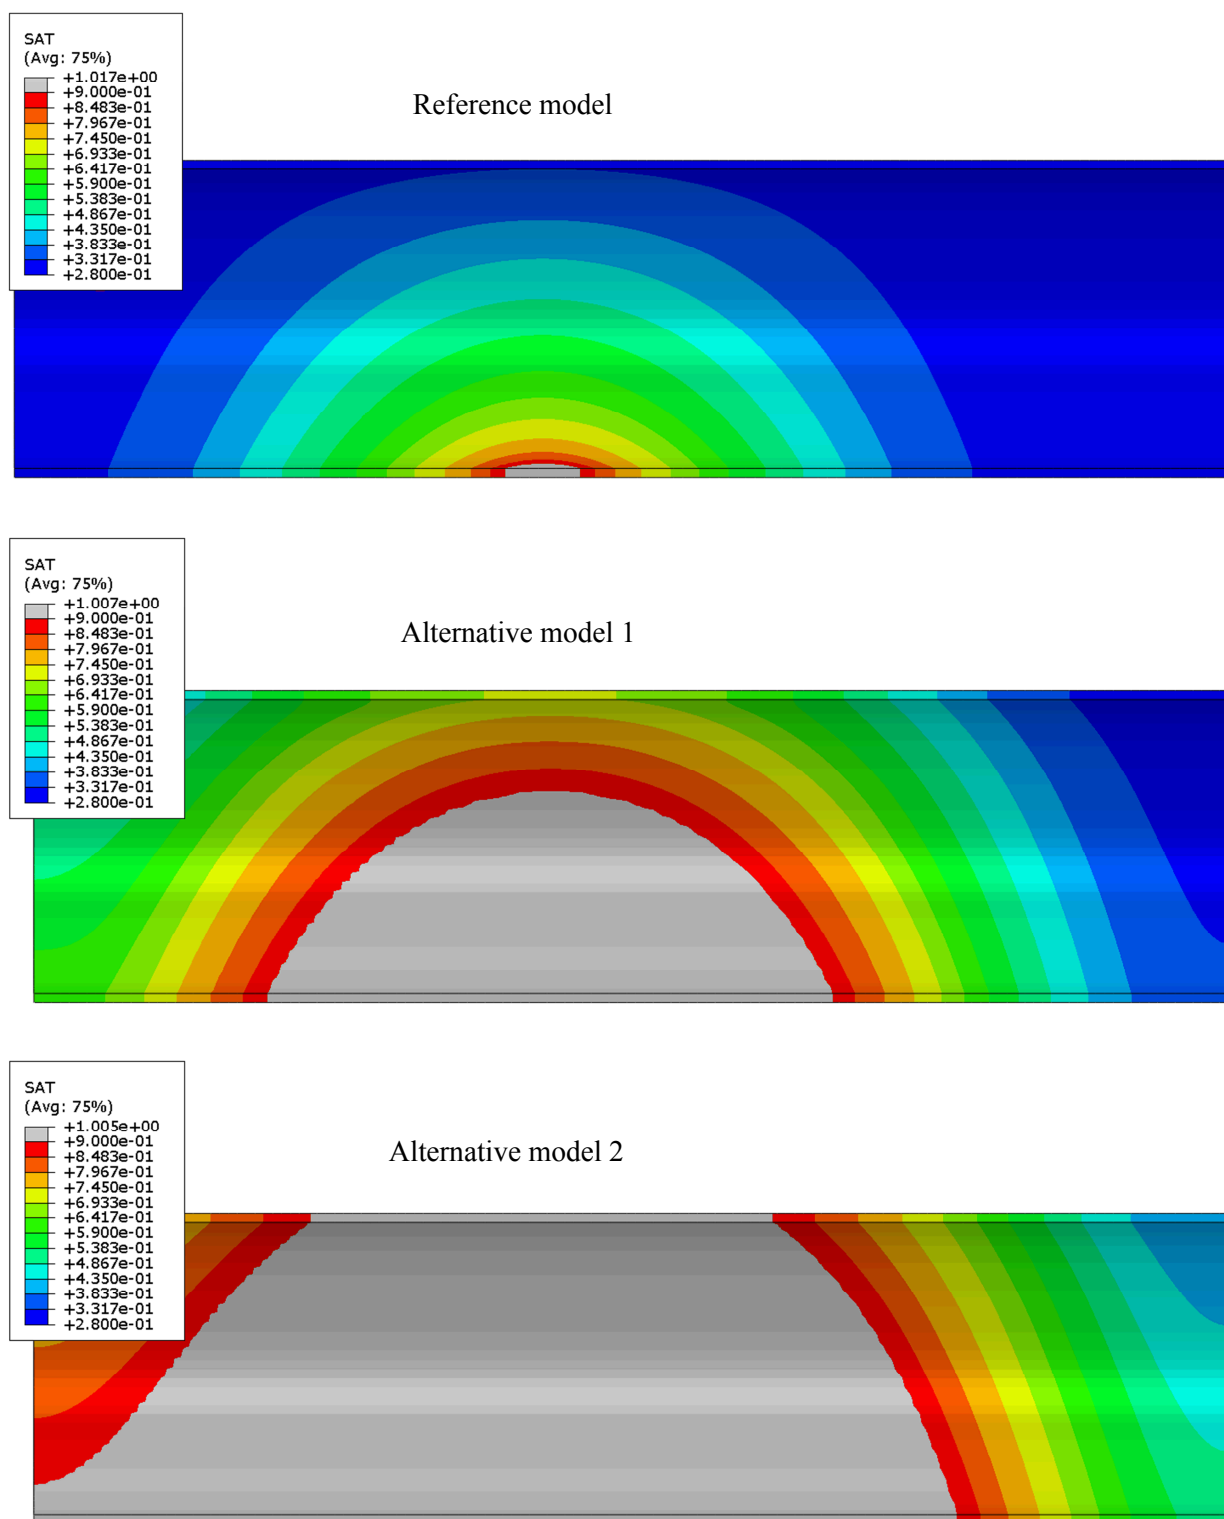 SAT
(Avg: 75%)
+1.017e+00
+9.000e-01
+8.483e-01
+7.967e-01
+7.450e-01
+6.933e-01
+6.417e-01
+5.900e-01
+5.383e-01
+4.867e-01
+4.350e-01
+3.833e-01
+3.317e-01
+2.800e-01
Reference model
SAT
(Avg: 75%)
+1.007e+00
+9.000e-01
+8.483e-01
+7.967e-01
+7.450e-01
+6.933e-01
+6.417e-01
+5.900e-01
+5.383e-01
+4.867e-01
+4.350e-01
+3.833e-01
+3.317e-01
+2.800e-01
Alternative model 1
SAT
(Avg: 75%)
+1.005e+00
+9.000e-01
+8.483e-01
+7.967e-01
+7.450e-01
+6.933e-01
+6.417e-01
+5.900e-01
+5.383e-01
+4.867e-01
+4.350e-01
+3.833e-01
+3.317e-01
+2.800e-01
Alternative model 2